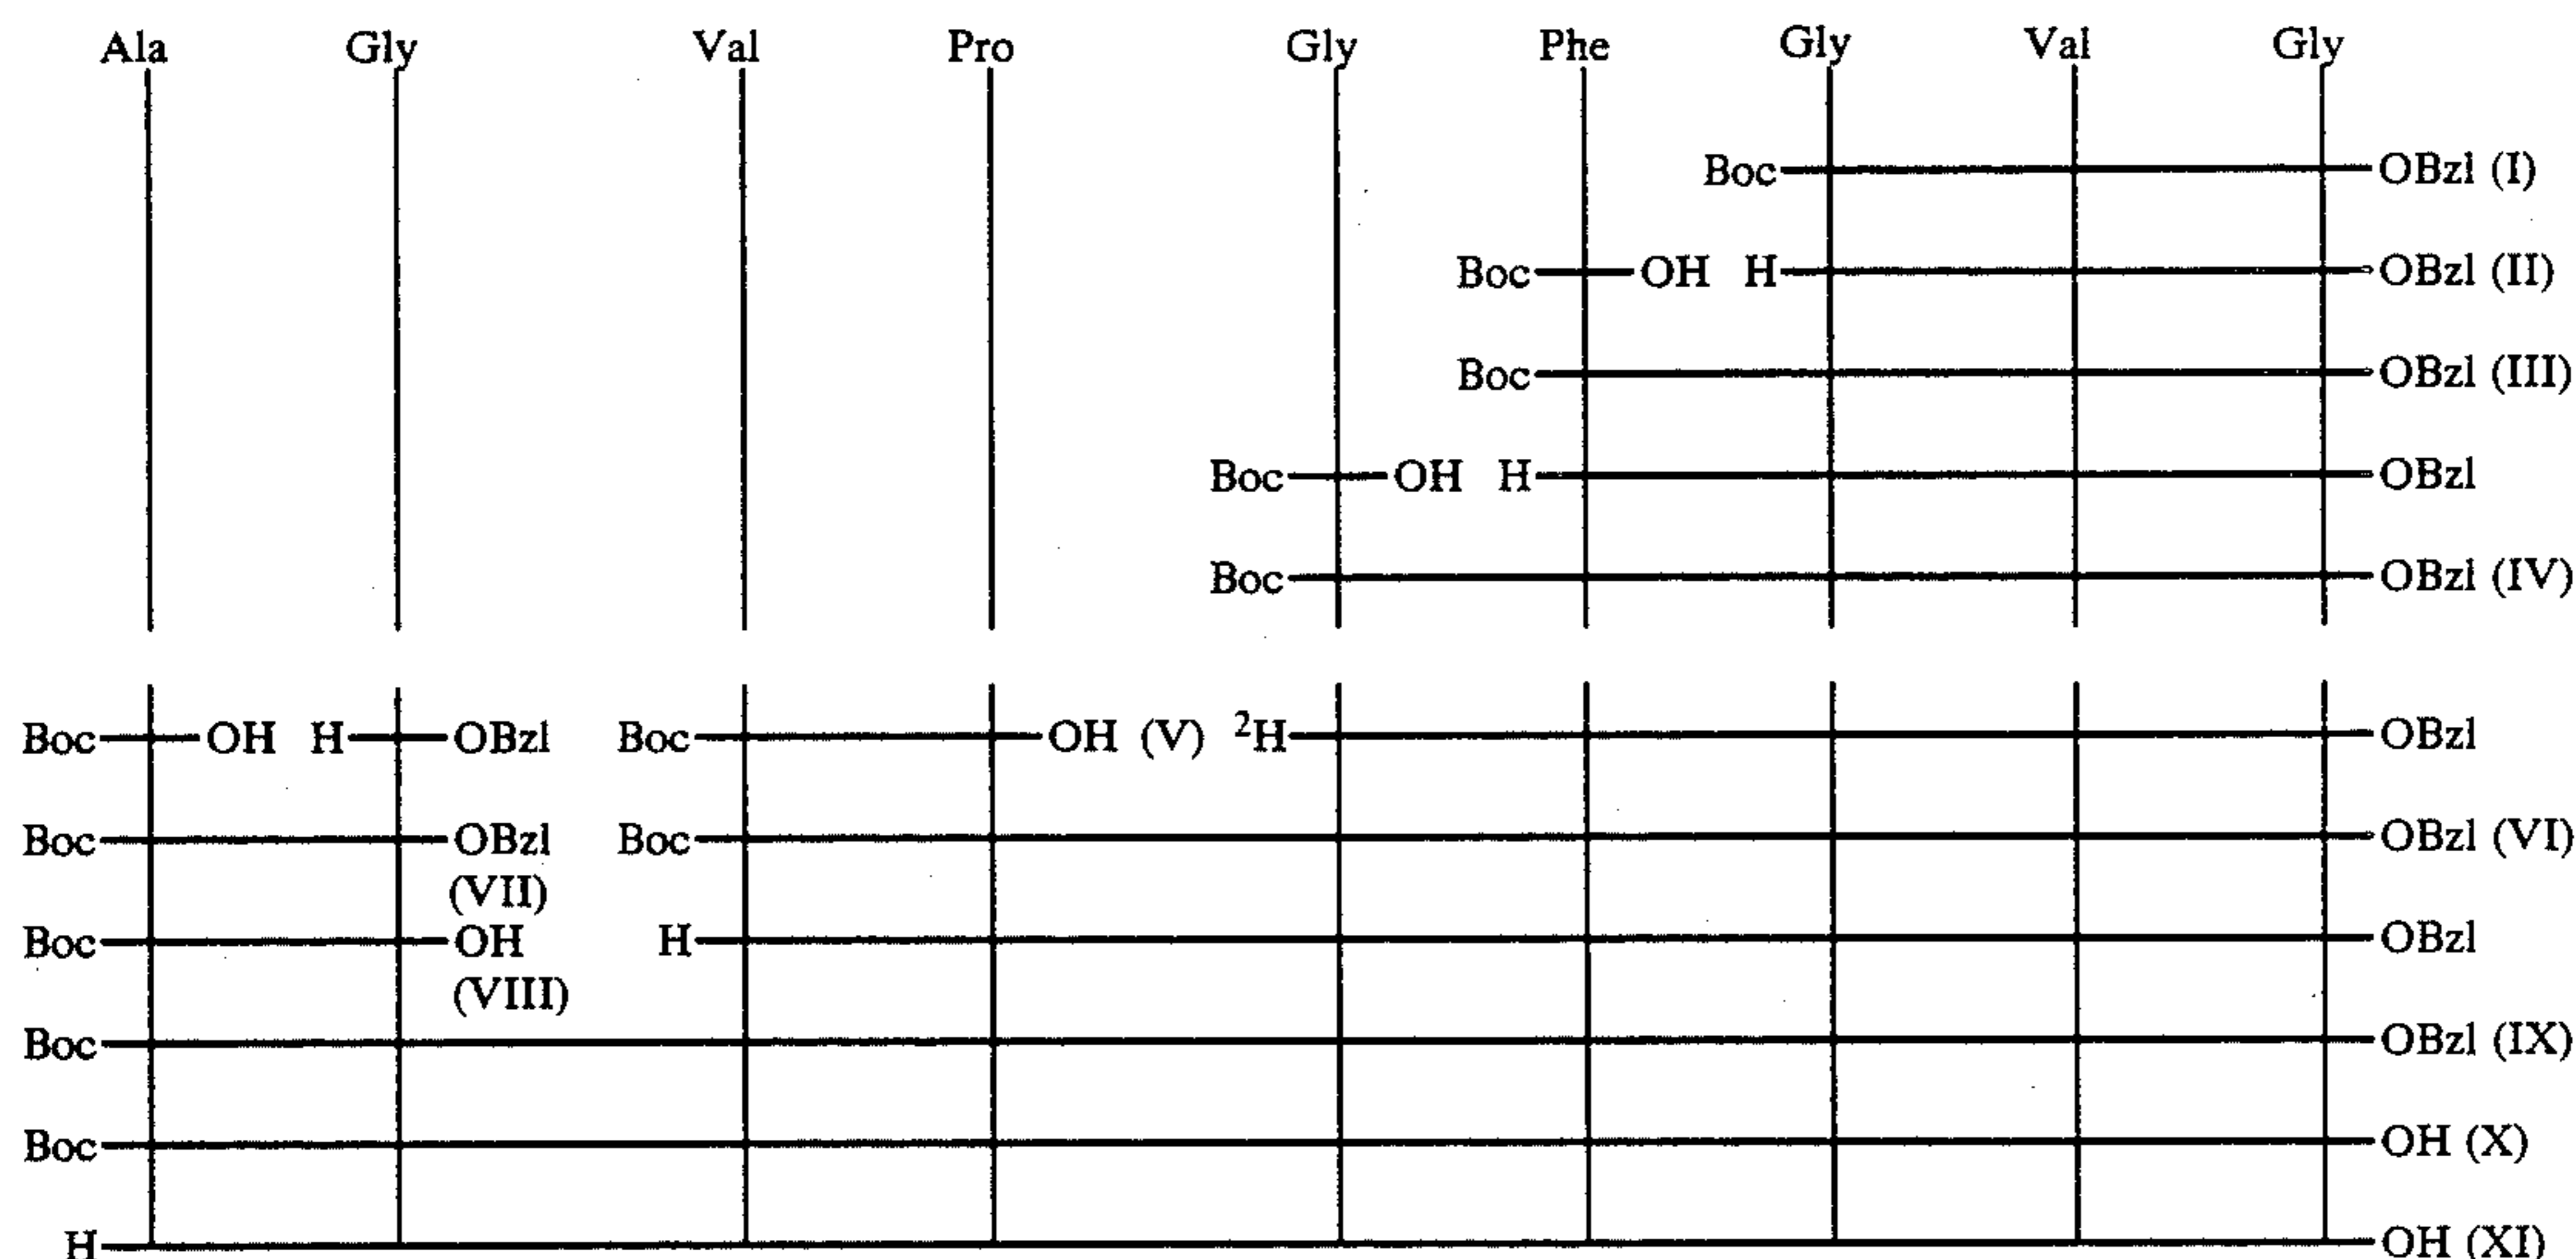 Ala Gly Val Pro Gly Phe Gly Val Gly
Boc OBzl (I)
Boc OH H OBzl (II)
Boc OBzl (III)
Boc OH H OBzl
Boc OBzl (IV)
Boc OH H OBzl Boc OH (V) ²H OBzl
Boc OBzl Boc OBzl (VI)
(VII)
Boc OH H OBzl
(VIII)
Boc OBzl (IX)
Boc OH (X)
H OH (XI)